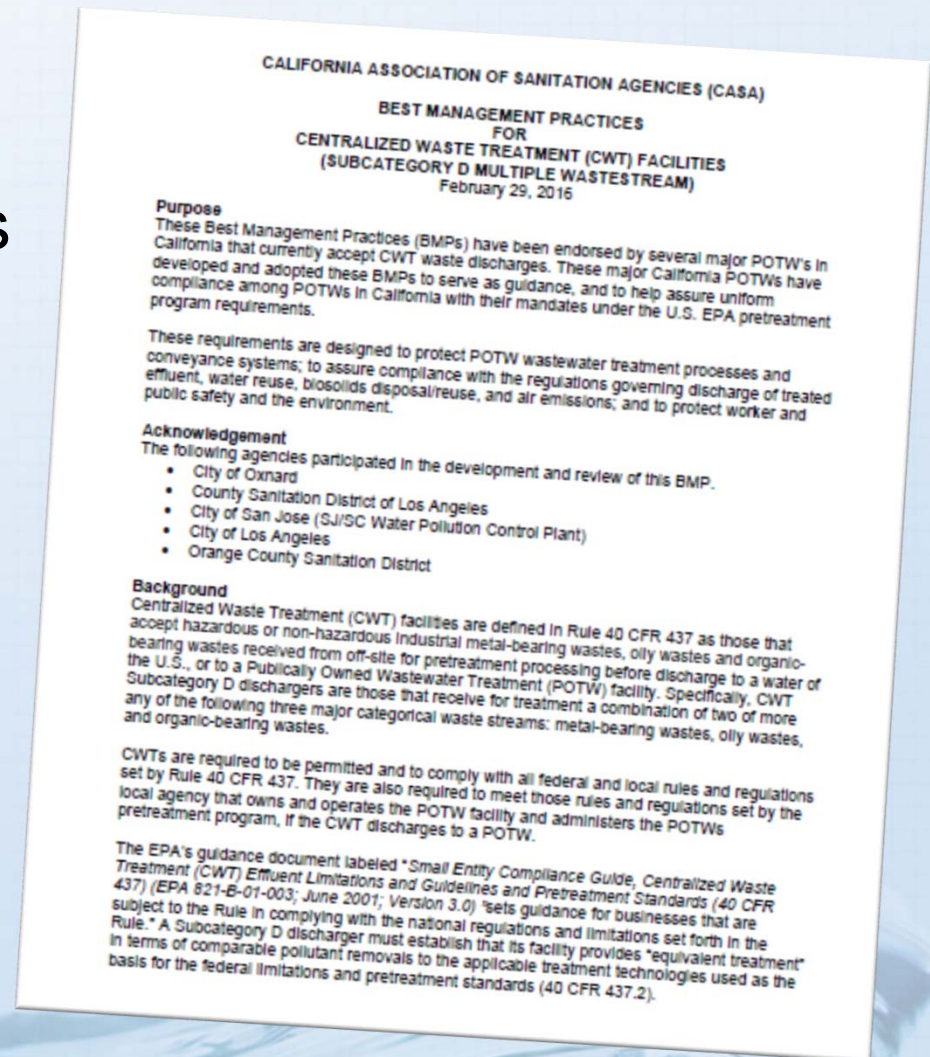 s
CALIFORNIA ASSOCIATION OF SANITATION AGENCIES (CASA)
BEST MANAGEMENT PRACTICES
FOR
CENTRALIZED WASTE TREATMENT (CWT) FACILITIES
(SUBCATEGORY D MULTIPLE WASTESTREAM)
February 29, 2016
Purpose
These Best Management Practices (BMPs) have been endorsed by several major POTW's in
California that currently accept CWT waste discharges. These major California POTWs have
developed and adopted these BMPs to serve as guidance, and to help assure uniform
compliance among POTWs in California with their mandates under the U.S. EPA pretreatment
program requirements.
These requirements are designed to protect POTW wastewater treatment processes and
conveyance systems; to assure compliance with the regulations governing discharge of treated
effluent, water reuse, biosolids disposal/reuse, and air emissions; and to protect worker and
public safety and the environment.
Acknowledgement
The following agencies participated in the development and review of this BMP.
• City of Oxnard
• County Sanitation District of Los Angeles
• City of San Jose (SJ/SC Water Pollution Control Plant)
• City of Los Angeles
• Orange County Sanitation District
Background
Centralized Waste Treatment (CWT) facilities are defined in Rule 40 CFR 437 as those that
accept hazardous or non-hazardous industrial metal-bearing wastes, oily wastes and organic-
bearing wastes received from off-site for pretreatment processing before discharge to a water of
the U.S., or to a Publically Owned Wastewater Treatment (POTW) facility. Specifically, CWT
Subcategory D dischargers are those that receive for treatment a combination of two of more
any of the following three major categorical waste streams: metal-bearing wastes, oily wastes,
and organic-bearing wastes.
CWTs are required to be permitted and to comply with all federal and local rules and regulations
set by Rule 40 CFR 437. They are also required to meet those rules and regulations set by the
local agency that owns and operates the POTW facility and administers the POTWs
pretreatment program, if the CWT discharges to a POTW.
The EPA's guidance document labeled "Small Entity Compliance Guide, Centralized Waste
Treatment (CWT) Effluent Limitations and Guidelines and Pretreatment Standards (40 CFR
437) (EPA 821-B-01-003; June 2001; Version 3.0) "sets guidance for businesses that are
subject to the Rule in complying with the national regulations and limitations set forth in the
Rule." A Subcategory D discharger must establish that its facility provides "equivalent treatment"
in terms of comparable pollutant removals to the applicable treatment technologies used as the
basis for the federal limitations and pretreatment standards (40 CFR 437.2).